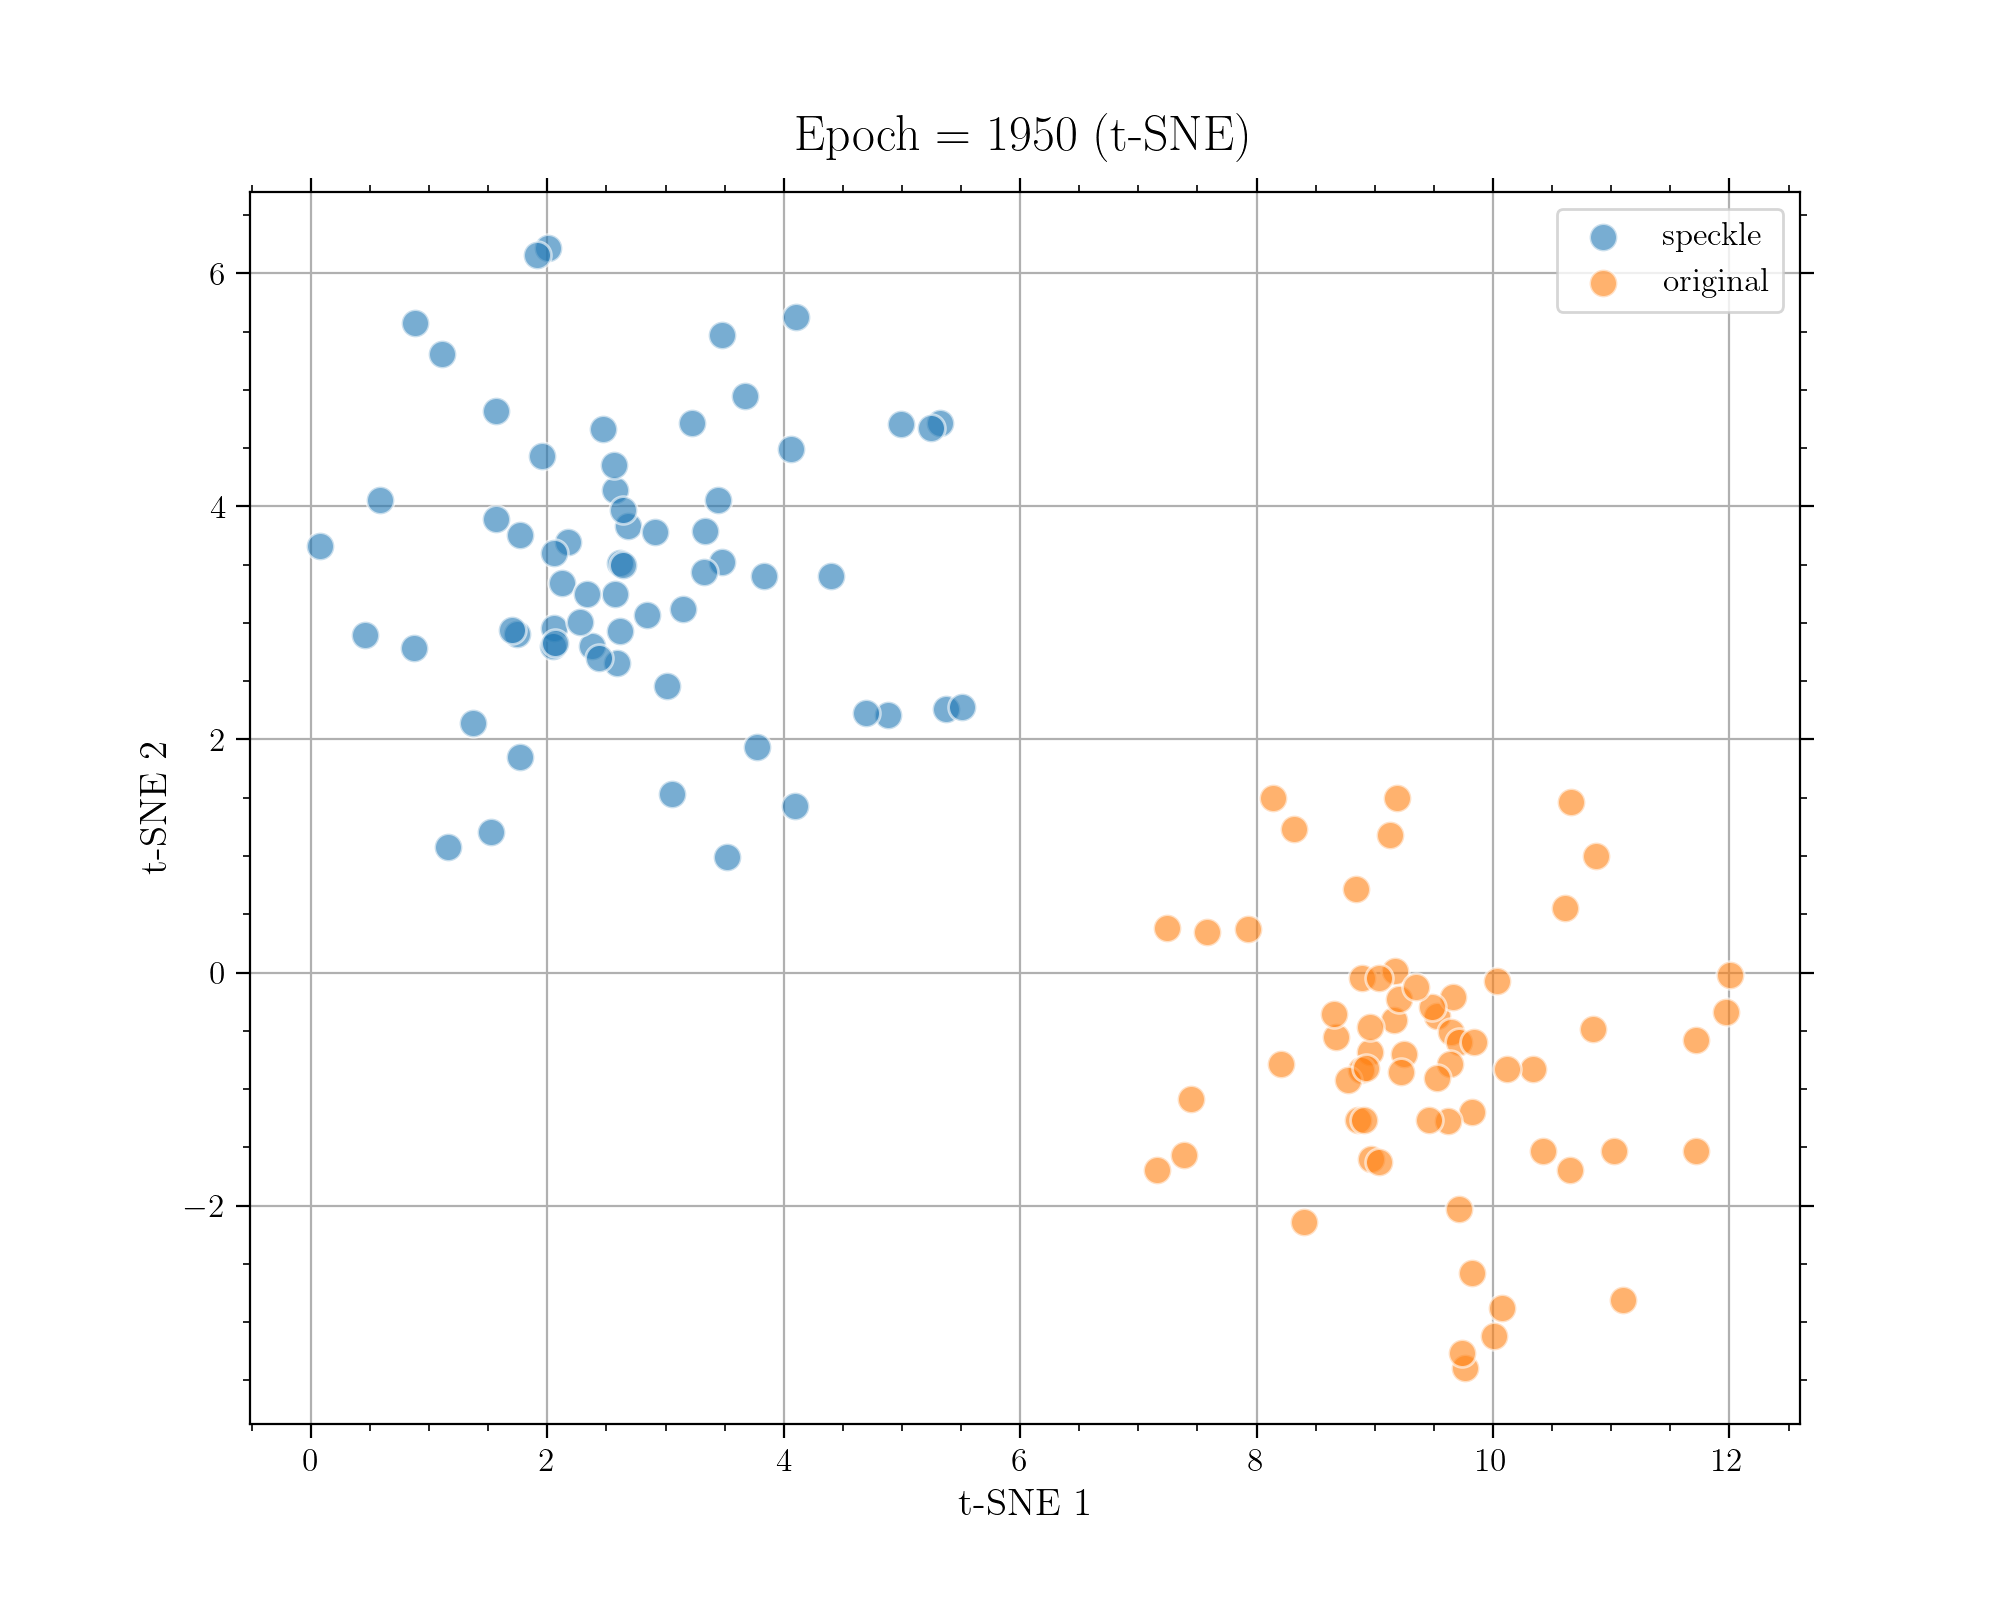 Epoch = 1950 (t-SNE)
speckle
original
6
4
2
0
−2
t-SNE 2
0 2 4 6 8 10 12
t-SNE 1